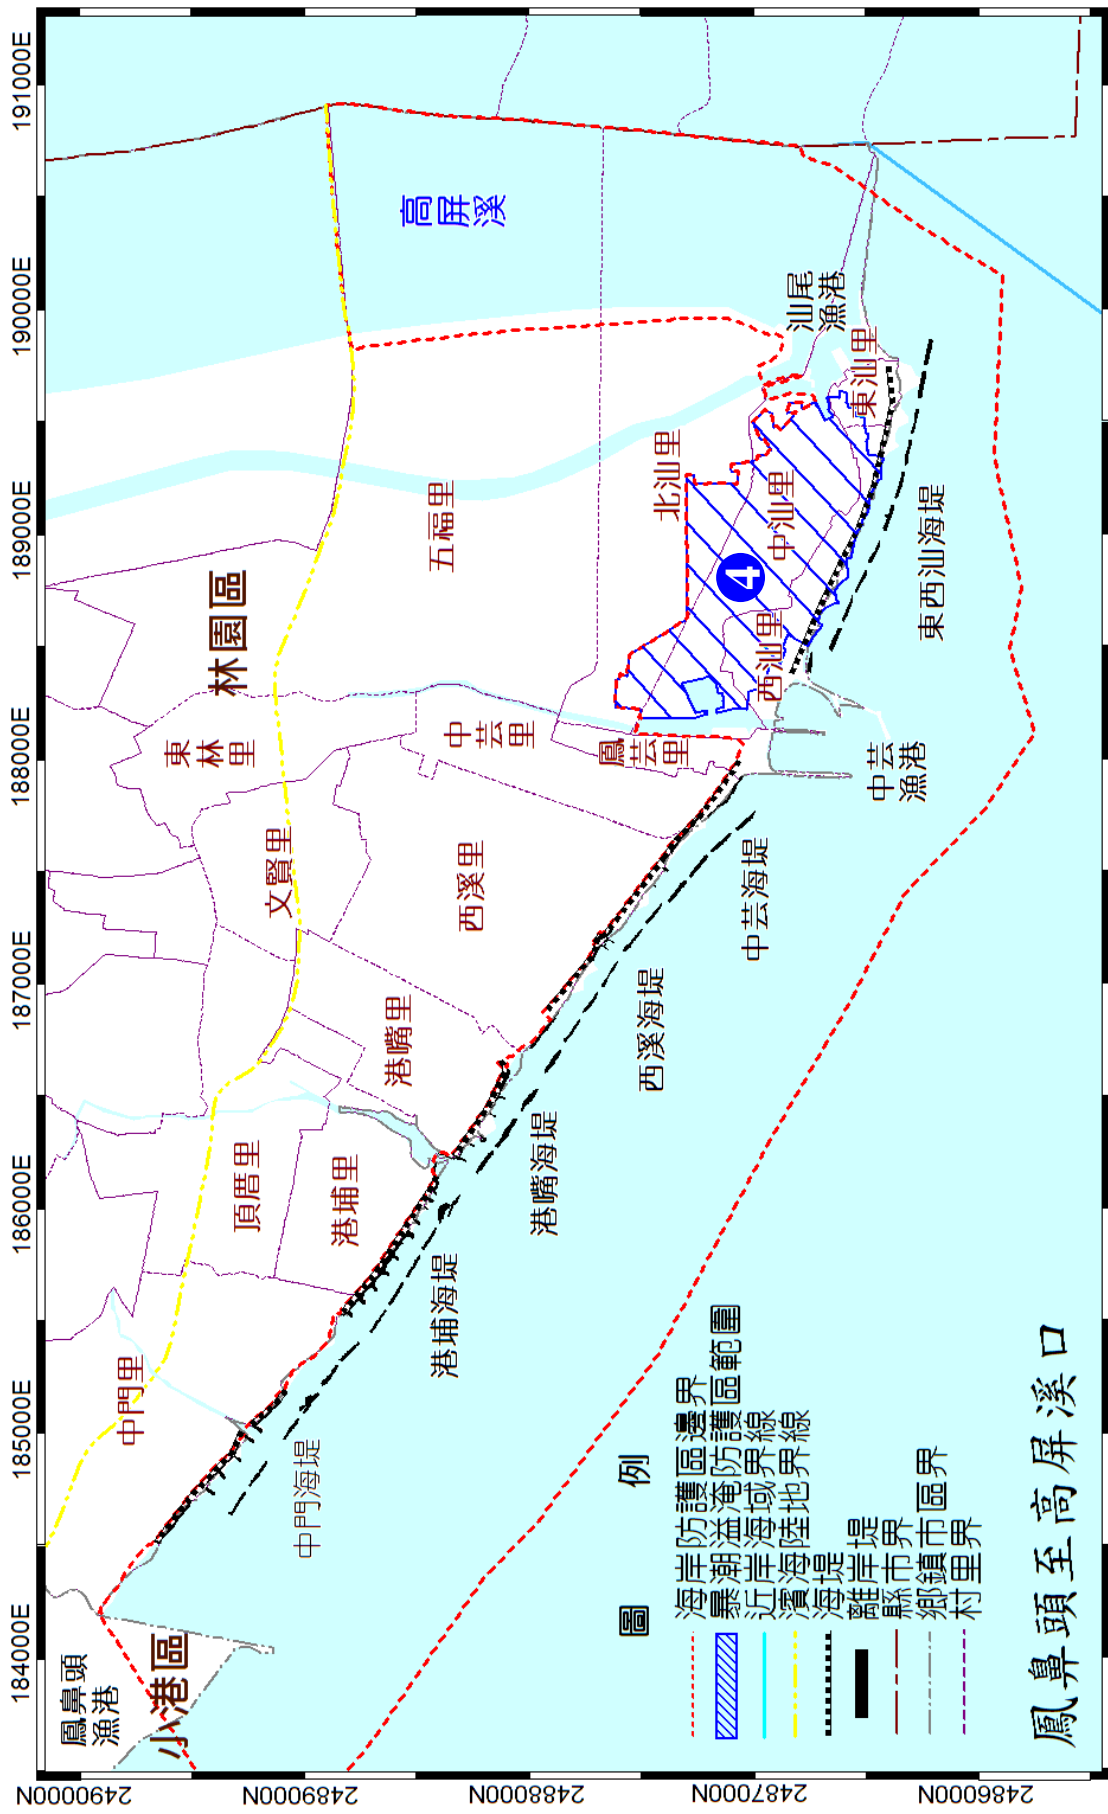 鳳鼻頭
漁港
小港區
中門里
頂厝里
港埔里
港嘴里
文賢里
西溪里
東林里
林園區
中芸里
鳳芸里
五福里
北汕里
中汕里
西汕里
東汕里
4
高屏溪
汕尾
漁港
中芸
漁港
中門海堤
港埔海堤
港嘴海堤
西溪海堤
中芸海堤
東西汕海堤
圖例
海岸防護區邊界
暴潮溢淹防護區範圍
近岸海域界線
濱海陸地界線
海堤
離岸堤
縣市界
鄉鎮市區界
村里界
鳳鼻頭至高屏溪口
184000E
185000E
186000E
187000E
188000E
189000E
190000E
191000E
2490000N
2489000N
2488000N
2487000N
2486000N